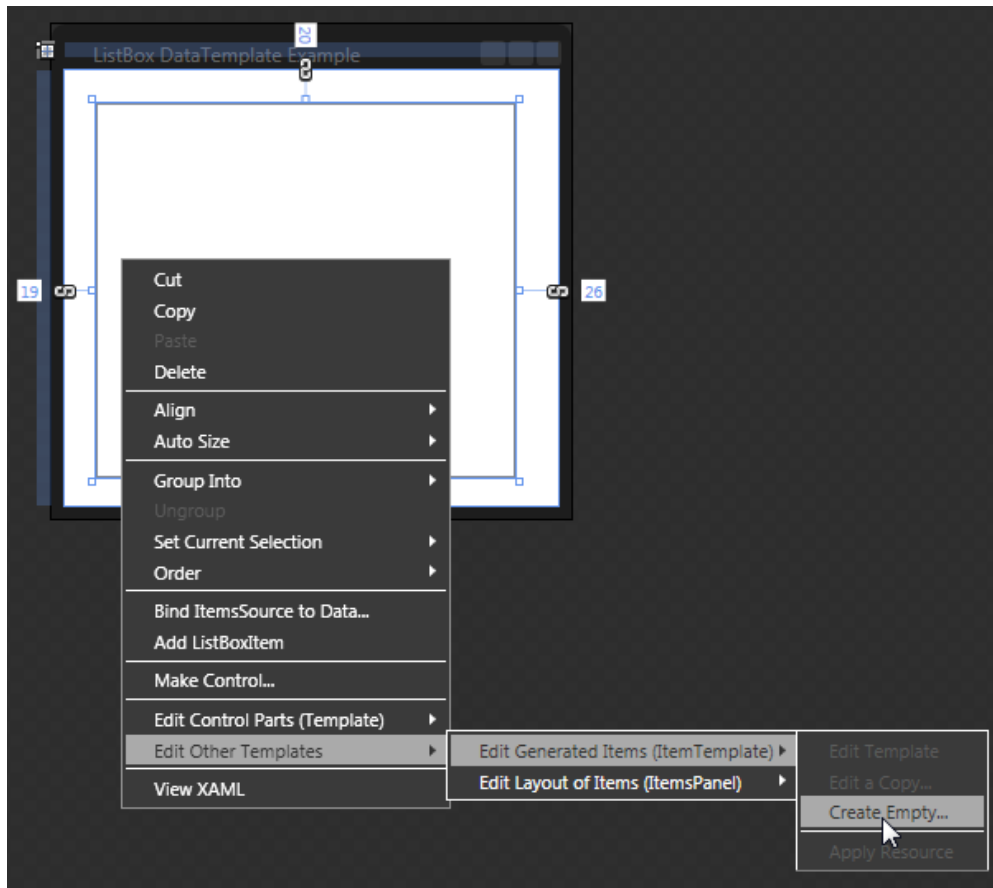 20
ListBox DataTemplate Example
19
26
Cut
Copy
Paste
Delete
Align
Auto Size
Group Into
Ungroup
Set Current Selection
Order
Bind ItemsSource to Data...
Add ListBoxItem
Make Control...
Edit Control Parts (Template)
Edit Other Templates
View XAML
Edit Generated Items (ItemTemplate)
Edit Layout of Items (ItemsPanel)
Edit Template
Edit a Copy...
Create Empty...
Apply Resource